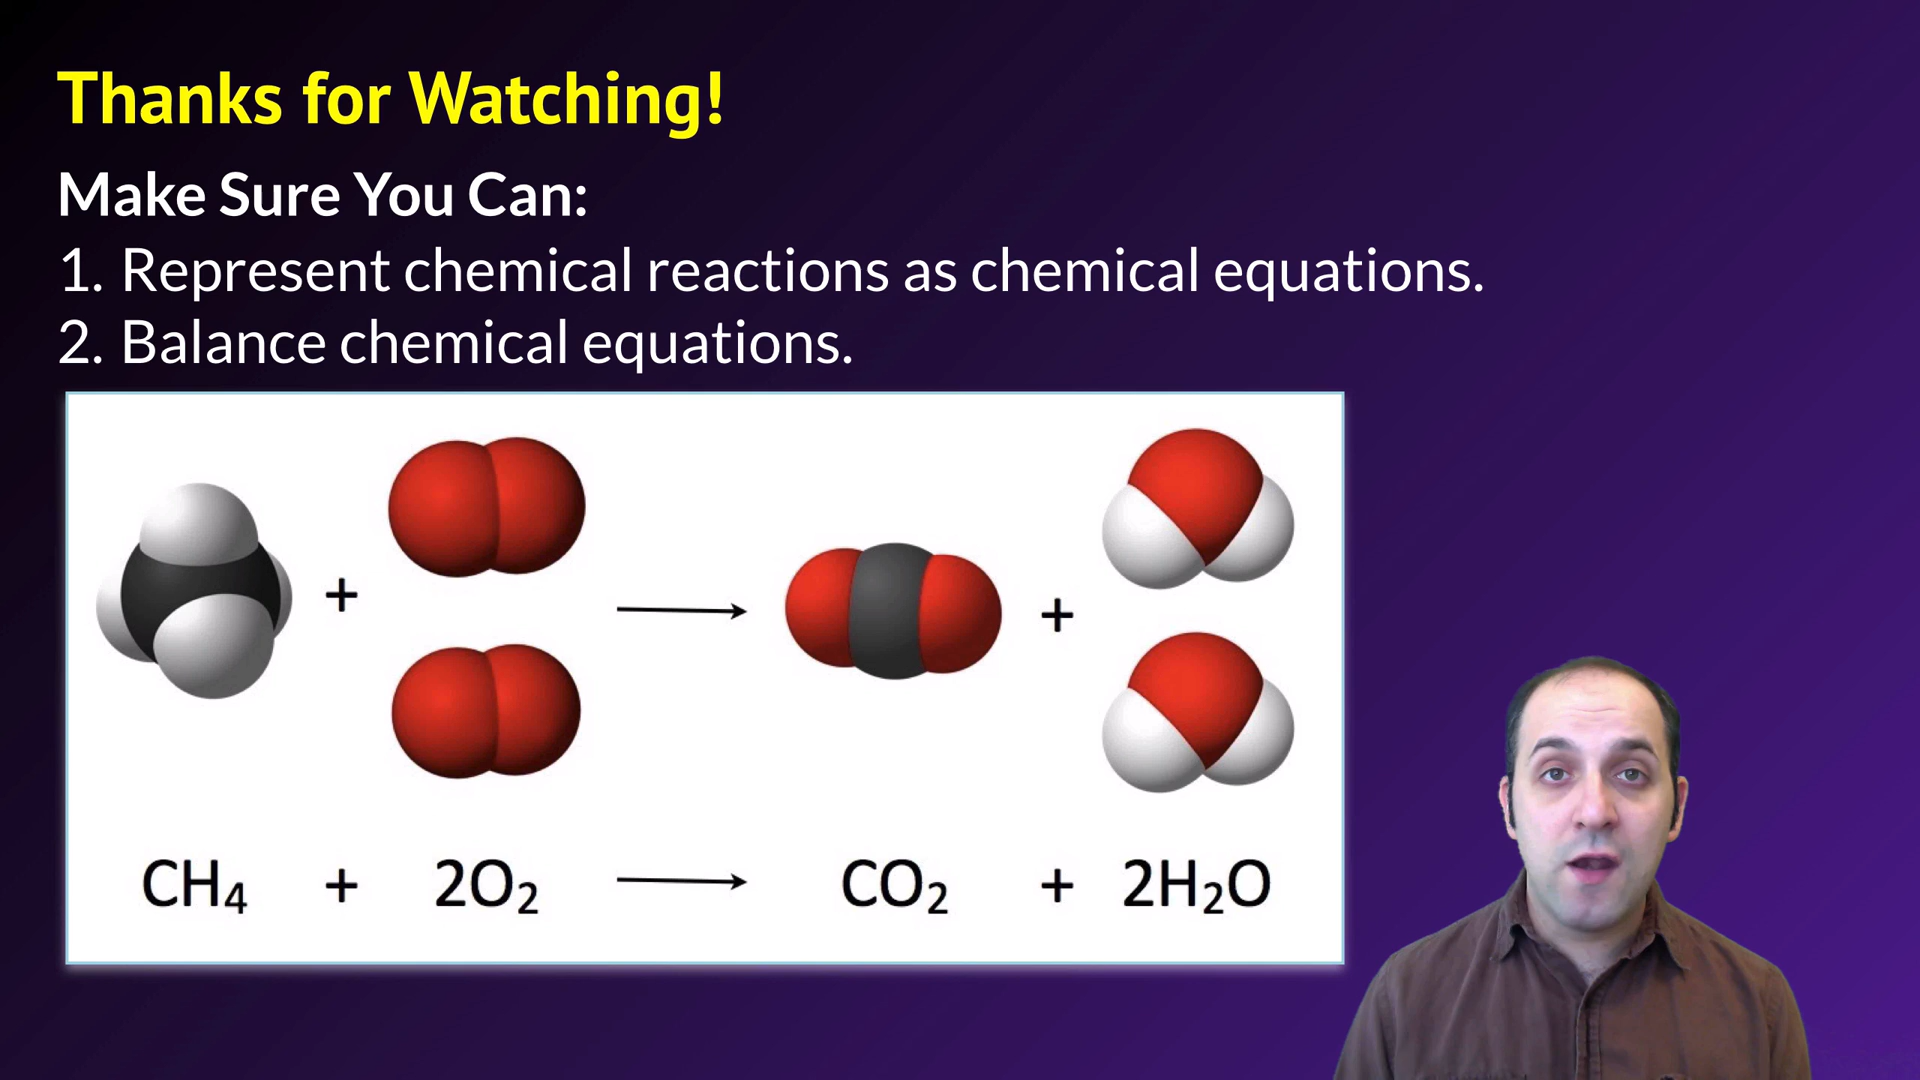 Thanks for Watching!
Make Sure You Can:
1. Represent chemical reactions as chemical equations.
2. Balance chemical equations.
+ → +
CH₄ + 2O₂ → CO₂ + 2H₂O